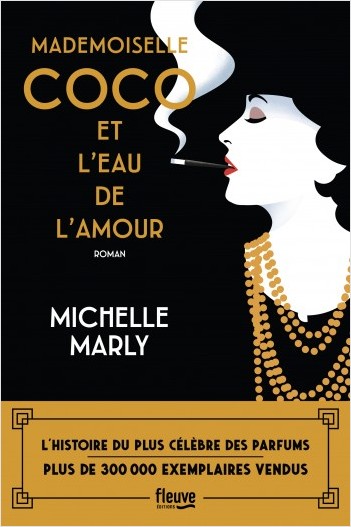 MADEMOISELLE
COCO
ET
L'EAU
DE
L'AMOUR
ROMAN
MICHELLE
MARLY
L'HISTOIRE DU PLUS CÉLÈBRE DES PARFUMS
PLUS DE 300 000 EXEMPLAIRES VENDUS
fleuve
ÉDITIONS